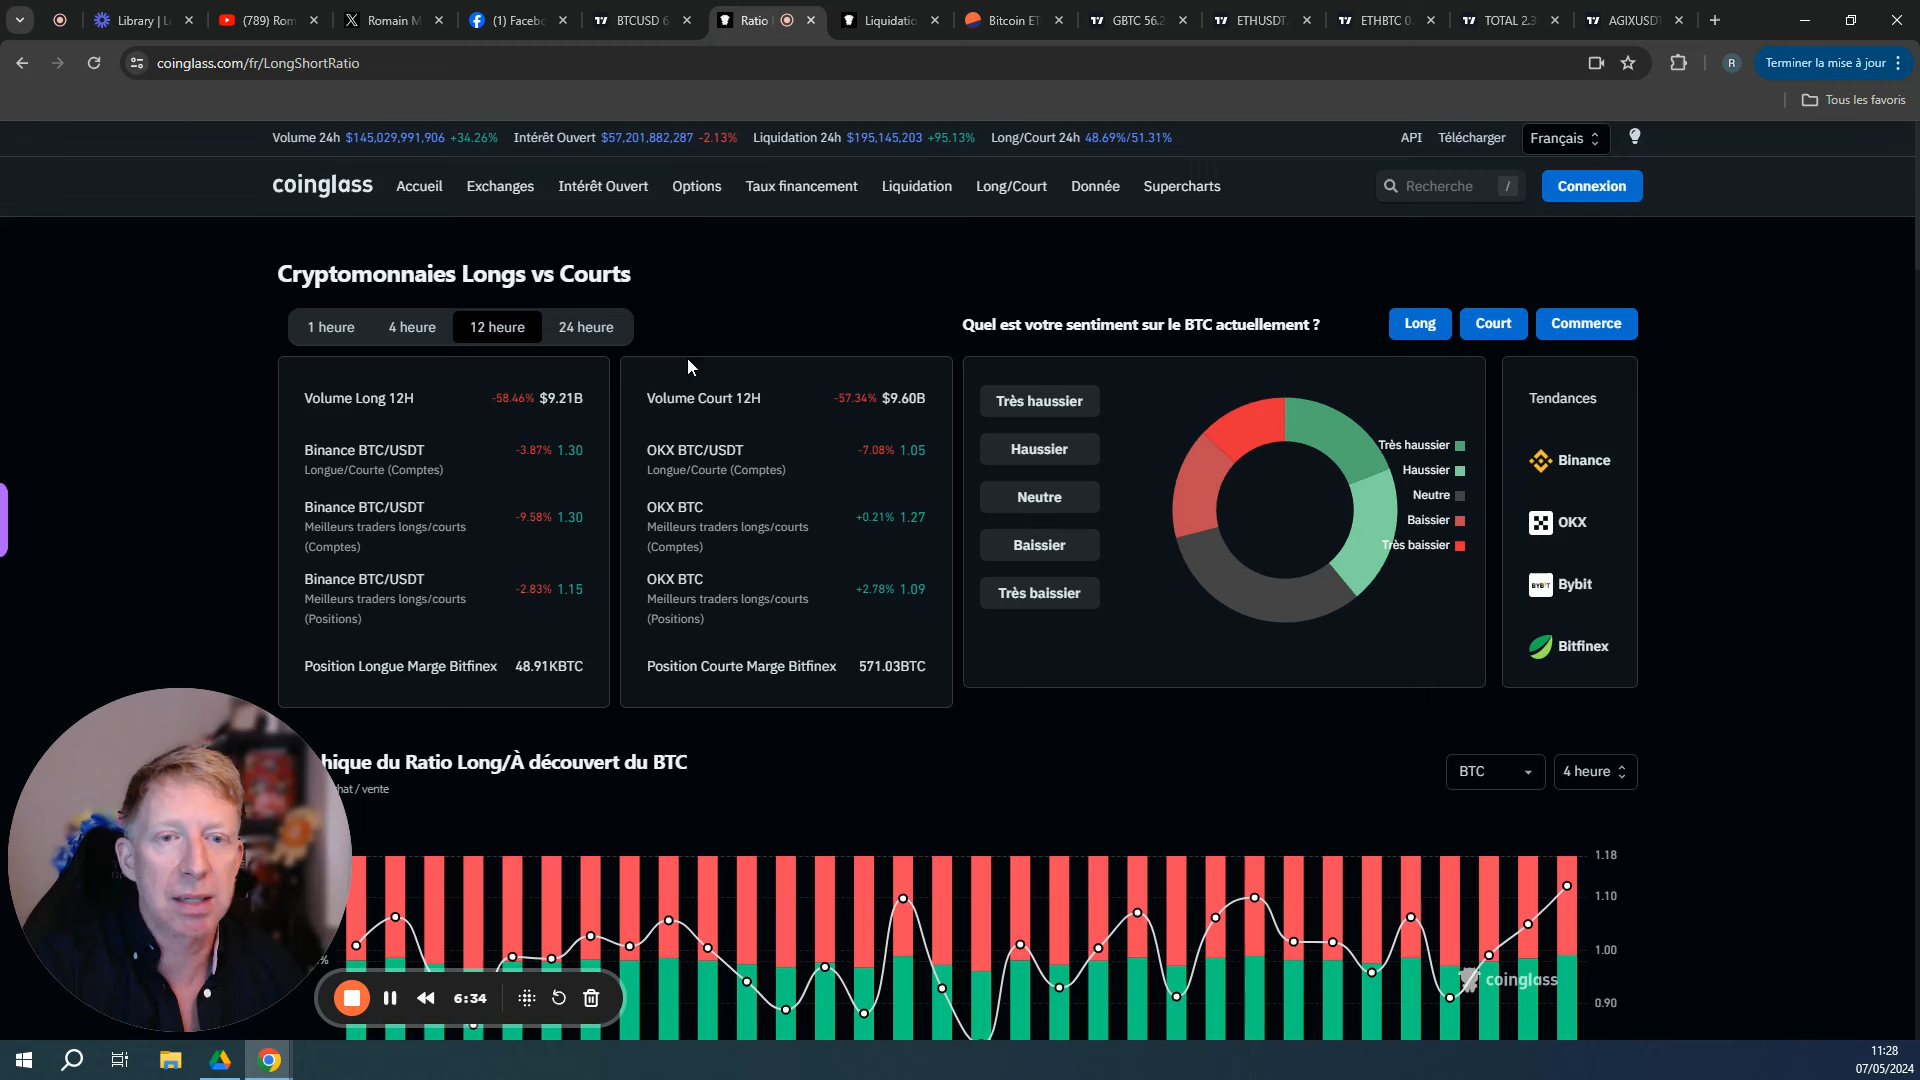 Library | L
(789) Rom
Romain M
(1) Facebo
BTCUSD 6
Ratio
Liquidatio
Bitcoin ET
GBTC 56.2
ETHUSDT
ETHBTC 0.
TOTAL 2.3
AGIXUSDT
coinglass.com/fr/LongShortRatio
R
Terminer la mise à jour
Tous les favoris
Volume 24h $145,029,991,906 +34.26% Intérêt Ouvert $57,201,882,287 -2.13% Liquidation 24h $195,145,203 +95.13% Long/Court 24h 48.69%/51.31%
API Télécharger Français
coinglass Accueil Exchanges Intérêt Ouvert Options Taux financement Liquidation Long/Court Donnée Supercharts
Recherche / Connexion
Cryptomonnaies Longs vs Courts
1 heure 4 heure 12 heure 24 heure
Quel est votre sentiment sur le BTC actuellement ?
Long Court Commerce
Volume Long 12H -58.46% $9.21B
Binance BTC/USDT -3.87% 1.30
Longue/Courte (Comptes)
Binance BTC/USDT
Meilleurs traders longs/courts -9.58% 1.30
(Comptes)
Binance BTC/USDT
Meilleurs traders longs/courts -2.83% 1.15
(Positions)
Position Longue Marge Bitfinex 48.91KBTC
Volume Court 12H -57.34% $9.60B
OKX BTC/USDT -7.08% 1.05
Longue/Courte (Comptes)
OKX BTC
Meilleurs traders longs/courts +0.21% 1.27
(Comptes)
OKX BTC
Meilleurs traders longs/courts +2.78% 1.09
(Positions)
Position Courte Marge Bitfinex 571.03BTC
Très haussier
Haussier
Neutre
Baissier
Très baissier
Très haussier
Haussier
Neutre
Baissier
Très baissier
Tendances
Binance
OKX
BYBIT Bybit
Bitfinex
hique du Ratio Long/À découvert du BTC
hat / vente
BTC 4 heure
1.18
1.10
1.00
0.90
%
coinglass
6:34
11:28
07/05/2024